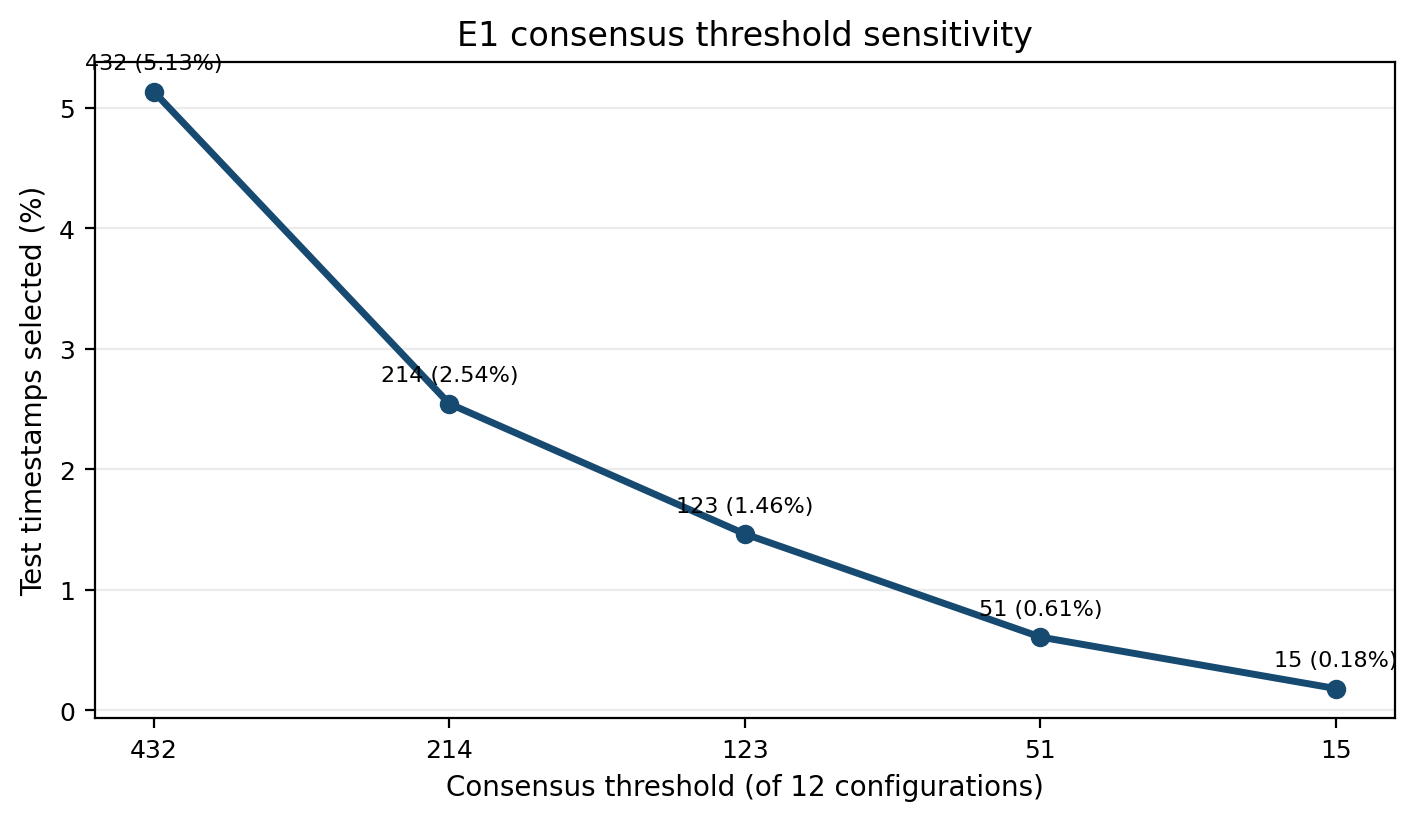 E1 consensus threshold sensitivity
432 (5.13%)
5
4
3
2
1
0
Test timestamps selected (%)
214 (2.54%)
123 (1.46%)
51 (0.61%)
15 (0.18%)
432 214 123 51 15
Consensus threshold (of 12 configurations)